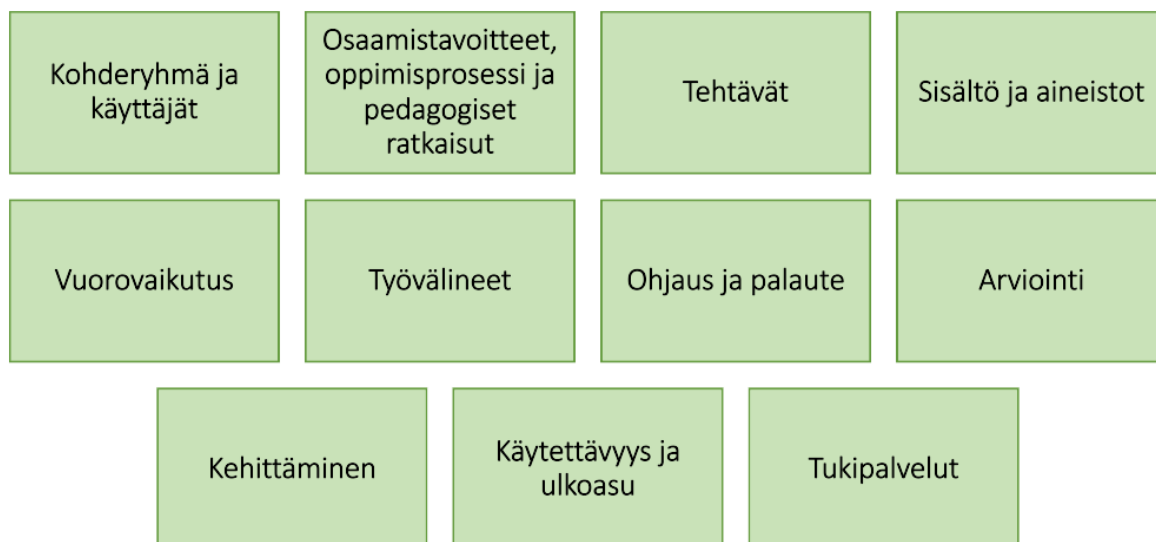 Kohderyhmä ja
käyttäjät
Osaamistavoitteet,
oppimisprosessi ja
pedagogiset
ratkaisut
Tehtävät
Sisältö ja aineistot
Vuorovaikutus
Työvälineet
Ohjaus ja palaute
Arviointi
Kehittäminen
Käytettävyys ja
ulkoasu
Tukipalvelut